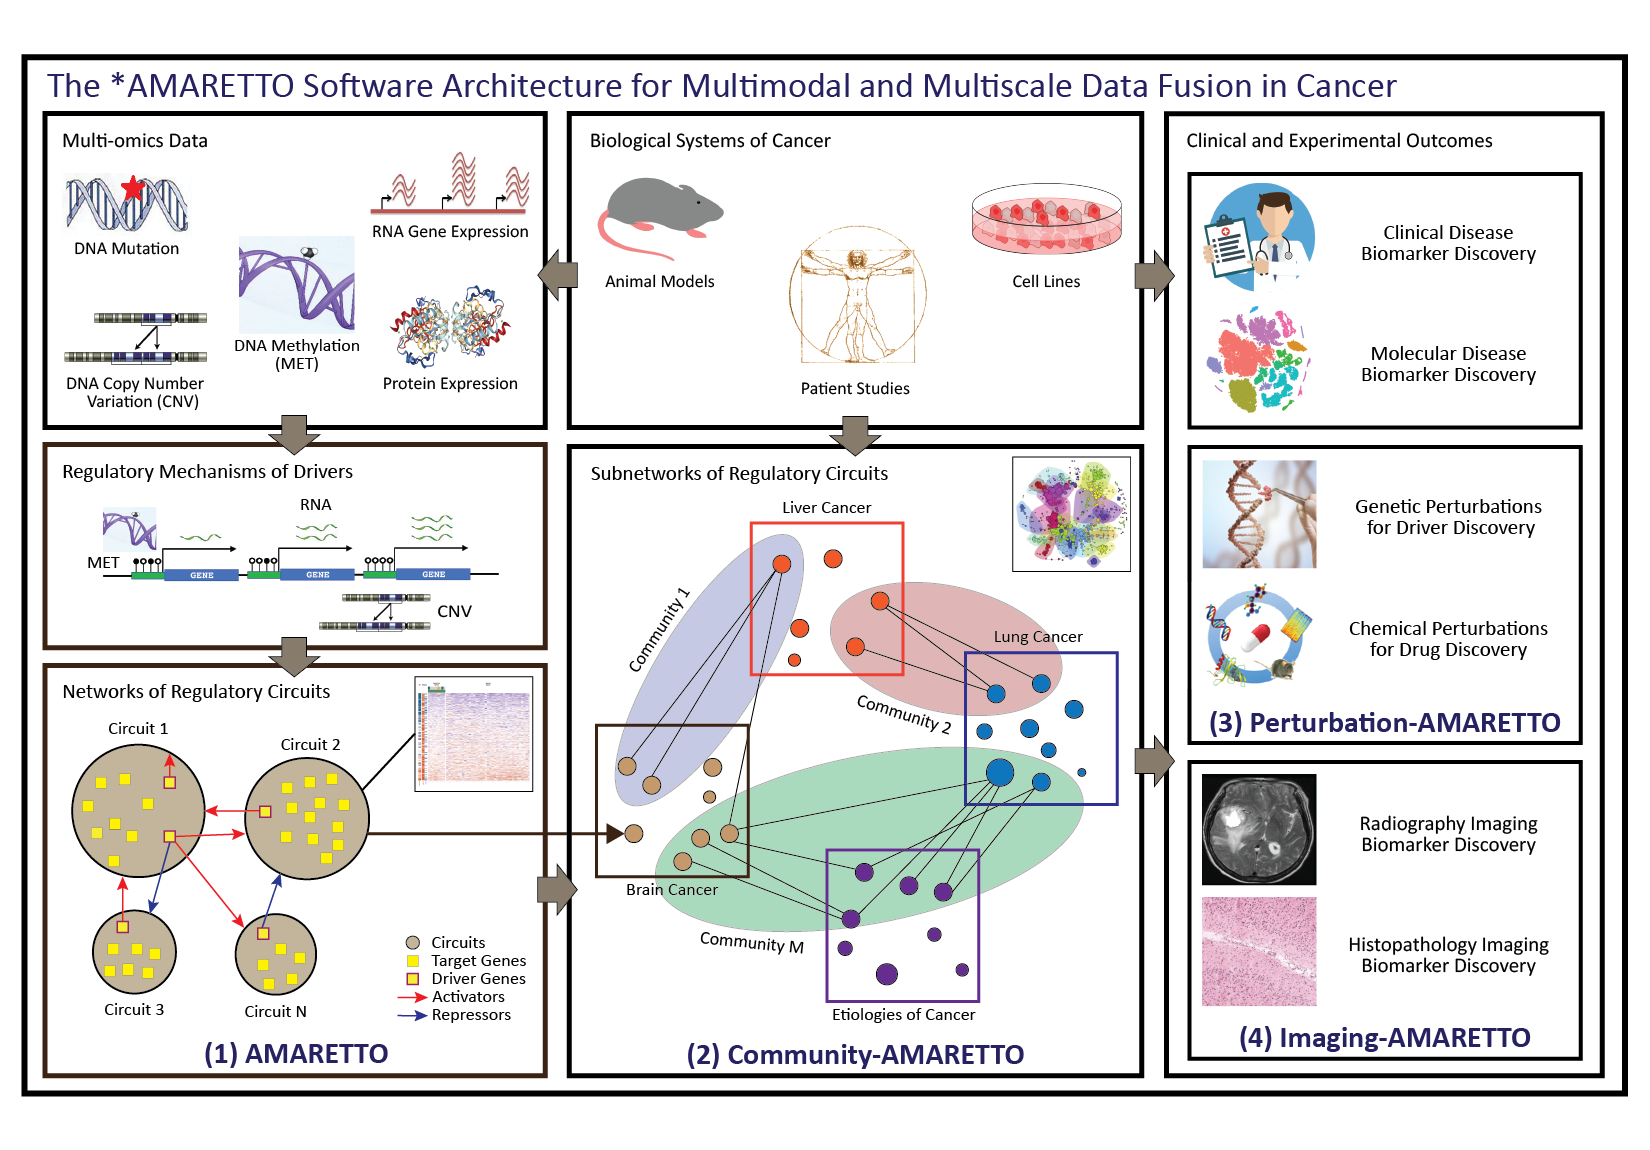 The *AMARETTO Software Architecture for Multimodal and Multiscale Data Fusion in Cancer
Multi-omics Data
DNA Mutation
RNA Gene Expression
DNA Methylation
(MET)
DNA Copy Number
Variation (CNV)
Protein Expression
Biological Systems of Cancer
Animal Models
Cell Lines
Patient Studies
Clinical and Experimental Outcomes
Clinical Disease
Biomarker Discovery
Molecular Disease
Biomarker Discovery
Regulatory Mechanisms of Drivers
RNA
MET
GENE
GENE
GENE
CNV
Networks of Regulatory Circuits
Circuit 1
Circuit 2
Circuit 3
Circuit N
Circuits
Target Genes
Driver Genes
Activators
Repressors
(1) AMARETTO
Subnetworks of Regulatory Circuits
Liver Cancer
Community 1
Lung Cancer
Community 2
Brain Cancer
Community M
Etiologies of Cancer
(2) Community-AMARETTO
Genetic Perturbations
for Driver Discovery
Chemical Perturbations
for Drug Discovery
(3) Perturbation-AMARETTO
Radiography Imaging
Biomarker Discovery
Histopathology Imaging
Biomarker Discovery
(4) Imaging-AMARETTO